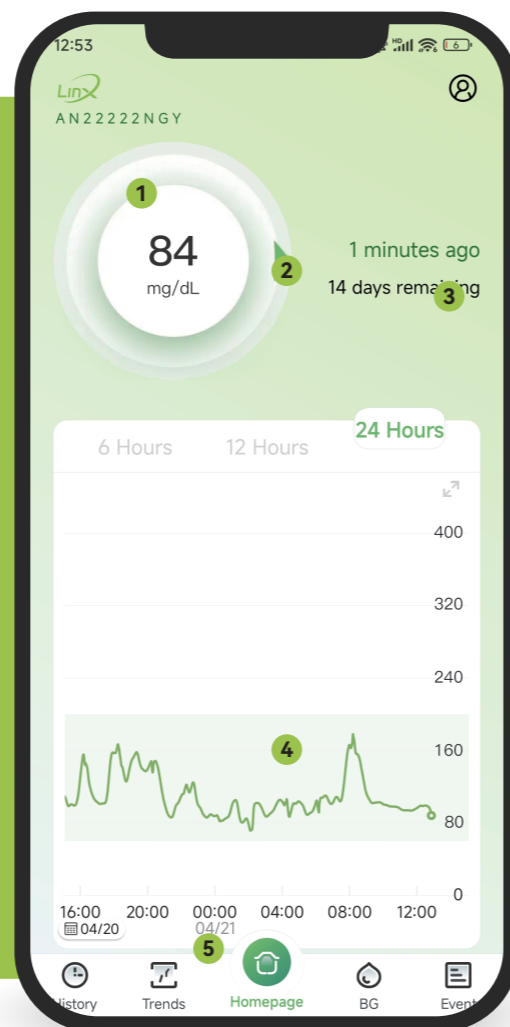 12:53
HD 6
LinX
AN22222NGY
1
84
mg/dL
2
1 minutes ago
14 days remaining
3
6 Hours 12 Hours 24 Hours
400
320
240
4
160
80
0
16:00 20:00 00:00 04:00 08:00 12:00
04/20 04/21
5
History Trends Homepage BG Event